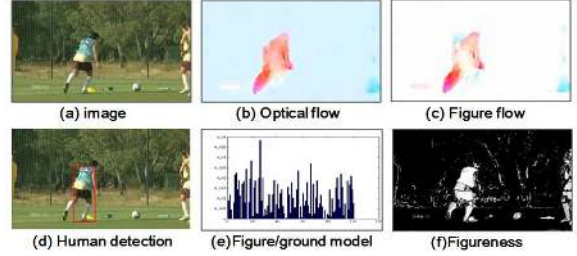 (a) image
(b) Optical flow
(c) Figure flow
(d) Human detection
(e)Figure/ground model
(f)Figureness